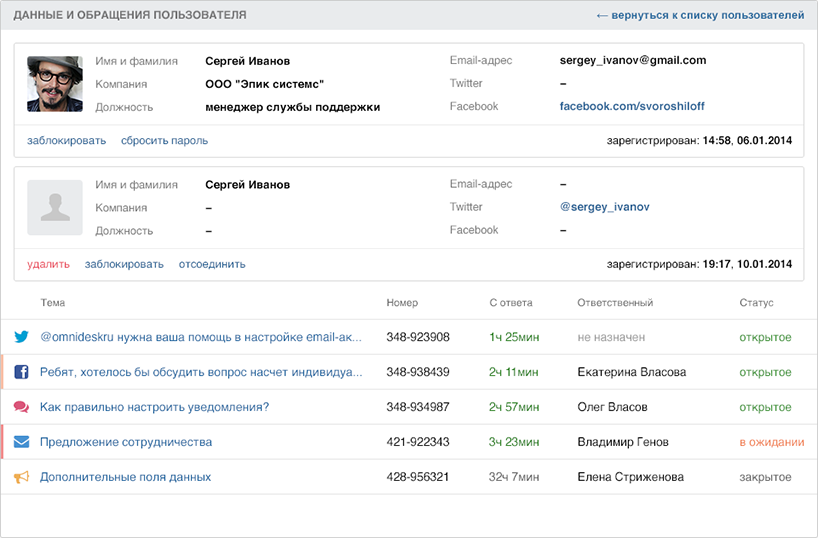 ДАННЫЕ И ОБРАЩЕНИЯ ПОЛЬЗОВАТЕЛЯ ← вернуться к списку пользователей
Имя и фамилия Сергей Иванов Email-адрес sergey_ivanov@gmail.com
Компания ООО "Эпик системс" Twitter –
Должность менеджер службы поддержки Facebook facebook.com/svoroshiloff
заблокировать сбросить пароль зарегистрирован: 14:58, 06.01.2014
Имя и фамилия Сергей Иванов Email-адрес –
Компания – Twitter @sergey_ivanov
Должность – Facebook –
удалить заблокировать отсоединить зарегистрирован: 19:17, 10.01.2014
Тема Номер С ответа Ответственный Статус
@omnideskru нужна ваша помощь в настройке email-ак... 348-923908 1ч 25мин не назначен открытое
Ребят, хотелось бы обсудить вопрос насчет индивидуа... 348-938439 2ч 11мин Екатерина Власова открытое
Как правильно настроить уведомления? 348-934987 2ч 57мин Олег Власов открытое
Предложение сотрудничества 421-922343 3ч 23мин Владимир Генов в ожидании
Дополнительные поля данных 428-956321 32ч 7мин Елена Стриженова закрытое